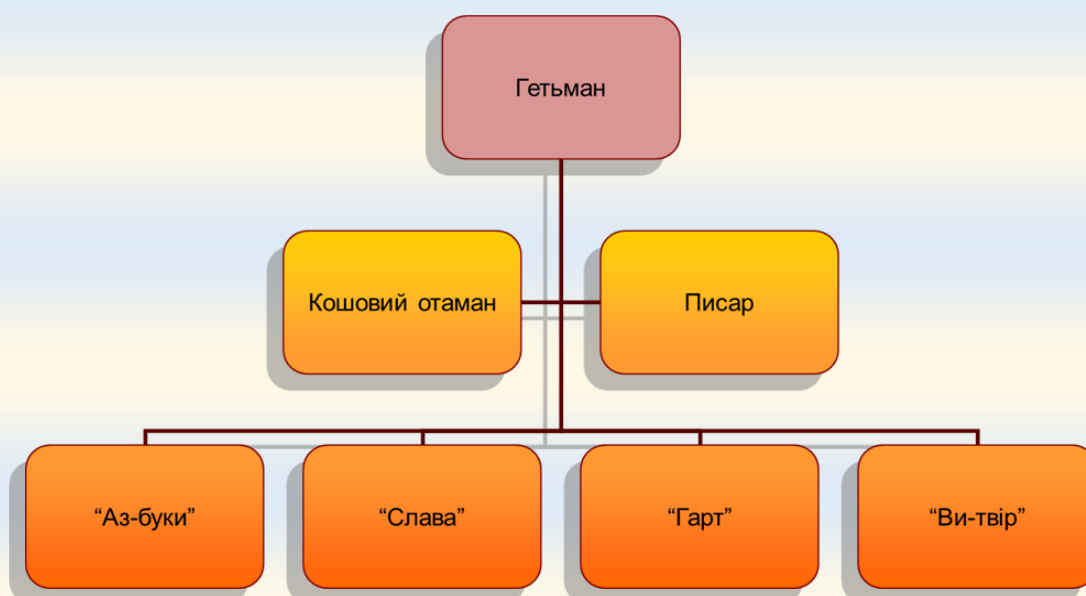 Гетьман
Кошовий отаман
Писар
“Аз-буки”
“Слава”
“Гарт”
“Ви-твір”